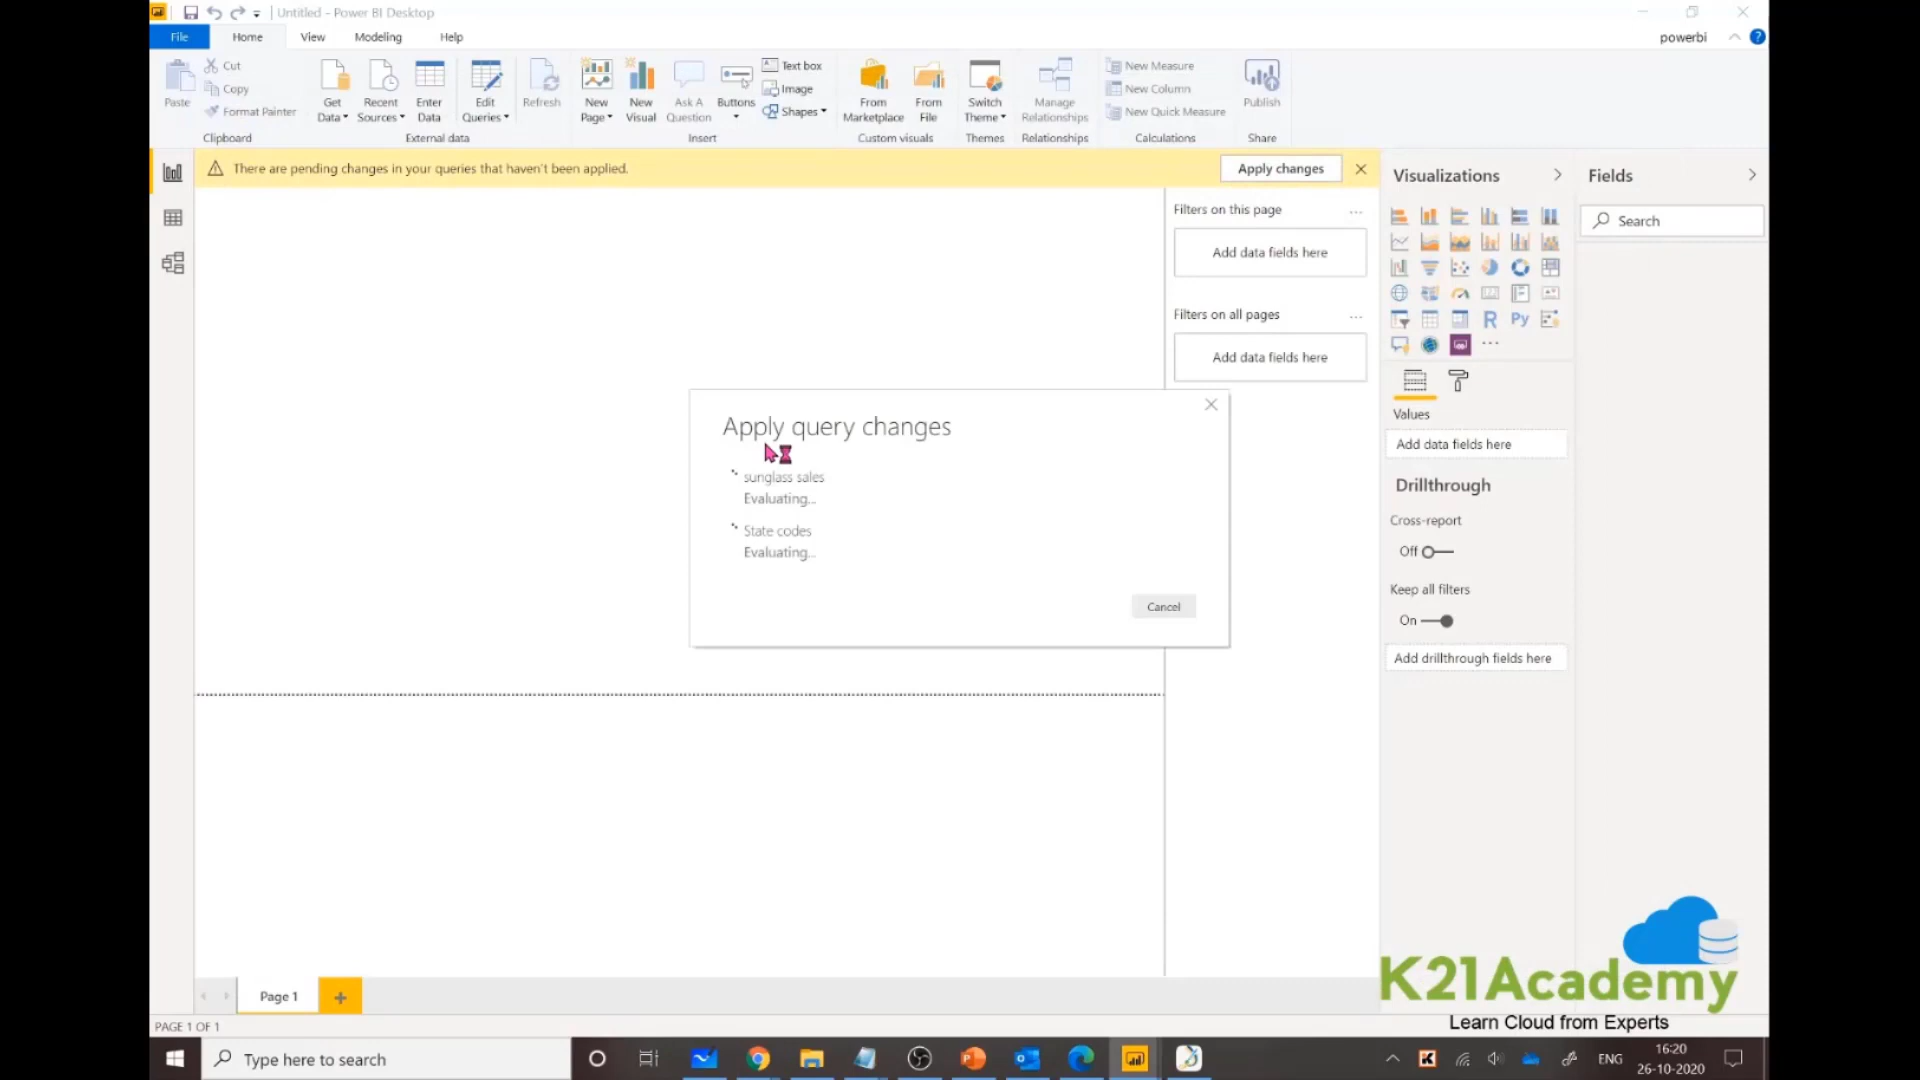 Untitled - Power BI Desktop
File Home View Modeling Help powerbi
Paste
Cut
Copy
Format Painter
Clipboard
Get Data
Recent Sources
Enter Data
Edit Queries
External data
Refresh
New Page
New Visual
Ask A Question
Buttons
Text box
Image
Shapes
Insert
From Marketplace
From File
Custom visuals
Switch Theme
Themes
Manage Relationships
Relationships
New Measure
New Column
New Quick Measure
Calculations
Publish
Share
There are pending changes in your queries that haven't been applied.
Apply changes
Filters on this page
...
Add data fields here
Filters on all pages
...
Add data fields here
Visualizations
R Py
...
Values
Add data fields here
Drillthrough
Cross-report
Off
Keep all filters
On
Add drillthrough fields here
Fields
Search
Apply query changes
sunglass sales
Evaluating...
State codes
Evaluating...
Cancel
Page 1
PAGE 1 OF 1
K21Academy
Learn Cloud from Experts
Type here to search
ENG
16:20
26-10-2020